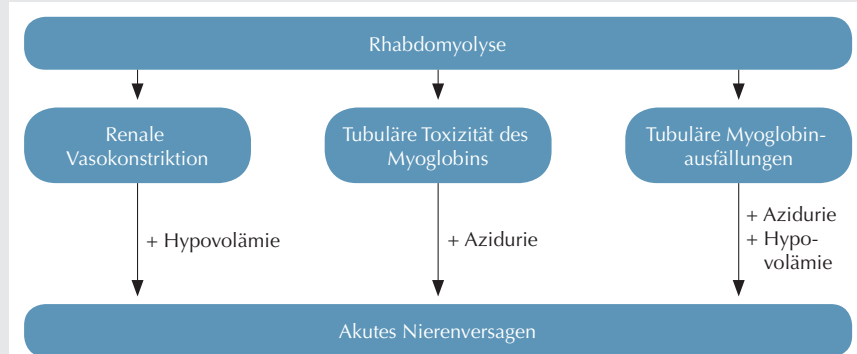 Rhabdomyolyse
Renale
Vasokonstriktion
Tubuläre Toxizität des
Myoglobins
Tubuläre Myoglobin-
ausfällungen
+ Hypovolämie
+ Azidurie
+ Azidurie
+ Hypo-
volämie
Akutes Nierenversagen